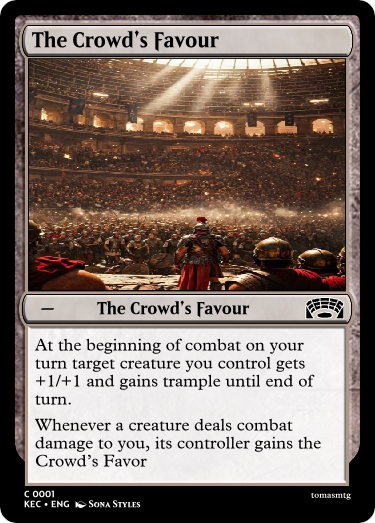 The Crowd's Favour
— The Crowd's Favour
At the beginning of combat on your
turn target creature you control gets
+1/+1 and gains trample until end of
turn.
Whenever a creature deals combat
damage to you, its controller gains the
Crowd's Favor
C 0001
KEC • ENG Sona Styles
tomasmtg